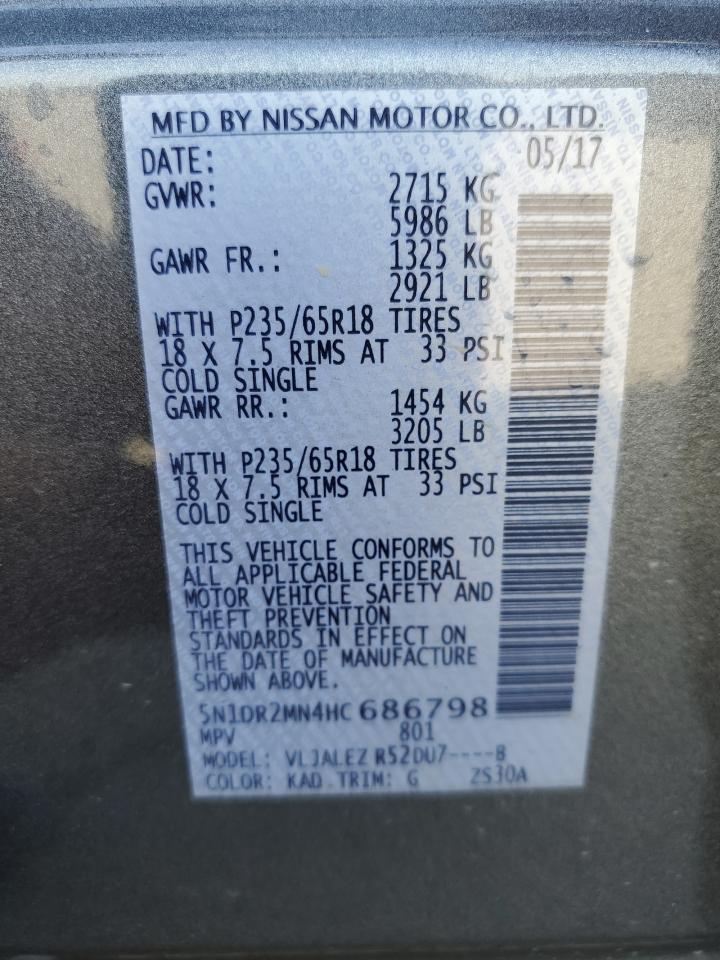 MFD BY NISSAN MOTOR CO., LTD.
DATE: 05/17
GVWR: 2715 KG
5986 LB
GAWR FR.: 1325 KG
2921 LB
WITH P235/65R18 TIRES
18 X 7.5 RIMS AT 33 PSI
COLD SINGLE
GAWR RR.: 1454 KG
3205 LB
WITH P235/65R18 TIRES
18 X 7.5 RIMS AT 33 PSI
COLD SINGLE
THIS VEHICLE CONFORMS TO
ALL APPLICABLE FEDERAL
MOTOR VEHICLE SAFETY AND
THEFT PREVENTION
STANDARDS IN EFFECT ON
THE DATE OF MANUFACTURE
SHOWN ABOVE.
5N1DR2MN4HC 686798
MPV 801
MODEL: VLJALEZ R52DU7----B
COLOR: KAD TRIM: G ZS30A